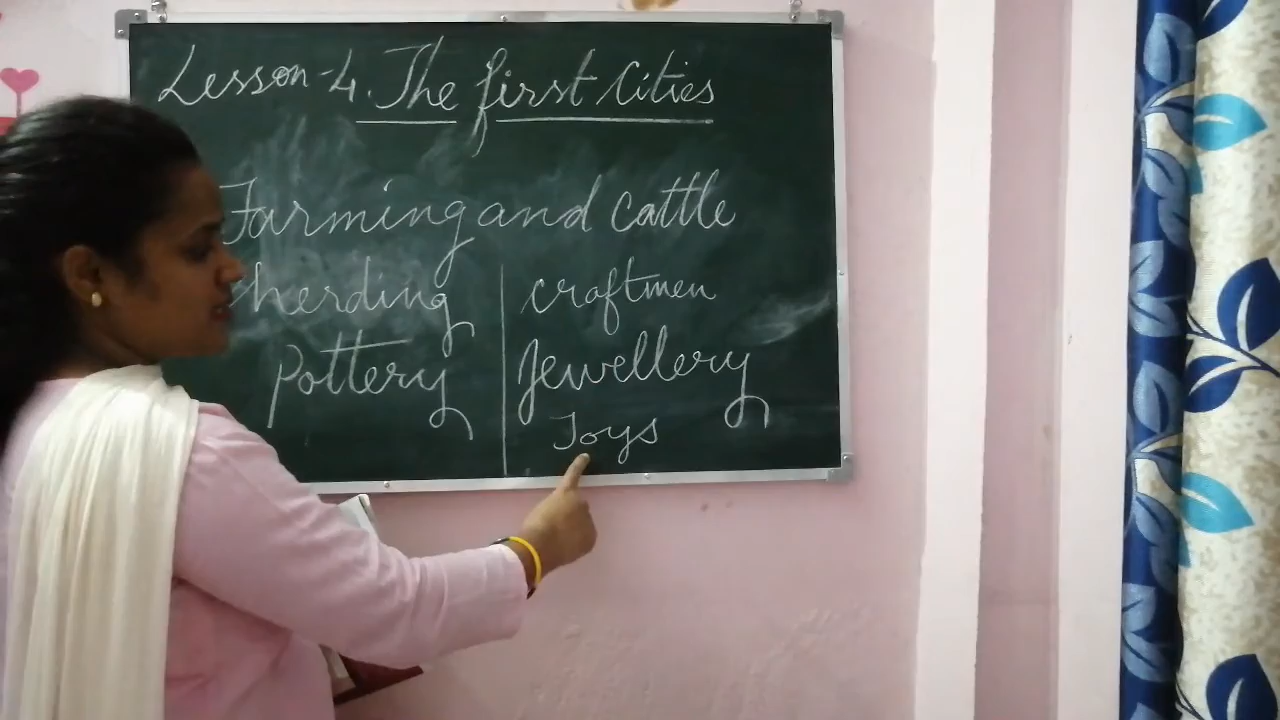 Lesson-4. The first Cities
Farming and cattle
herding
Pottery
craftmen
Jewellery
Toys